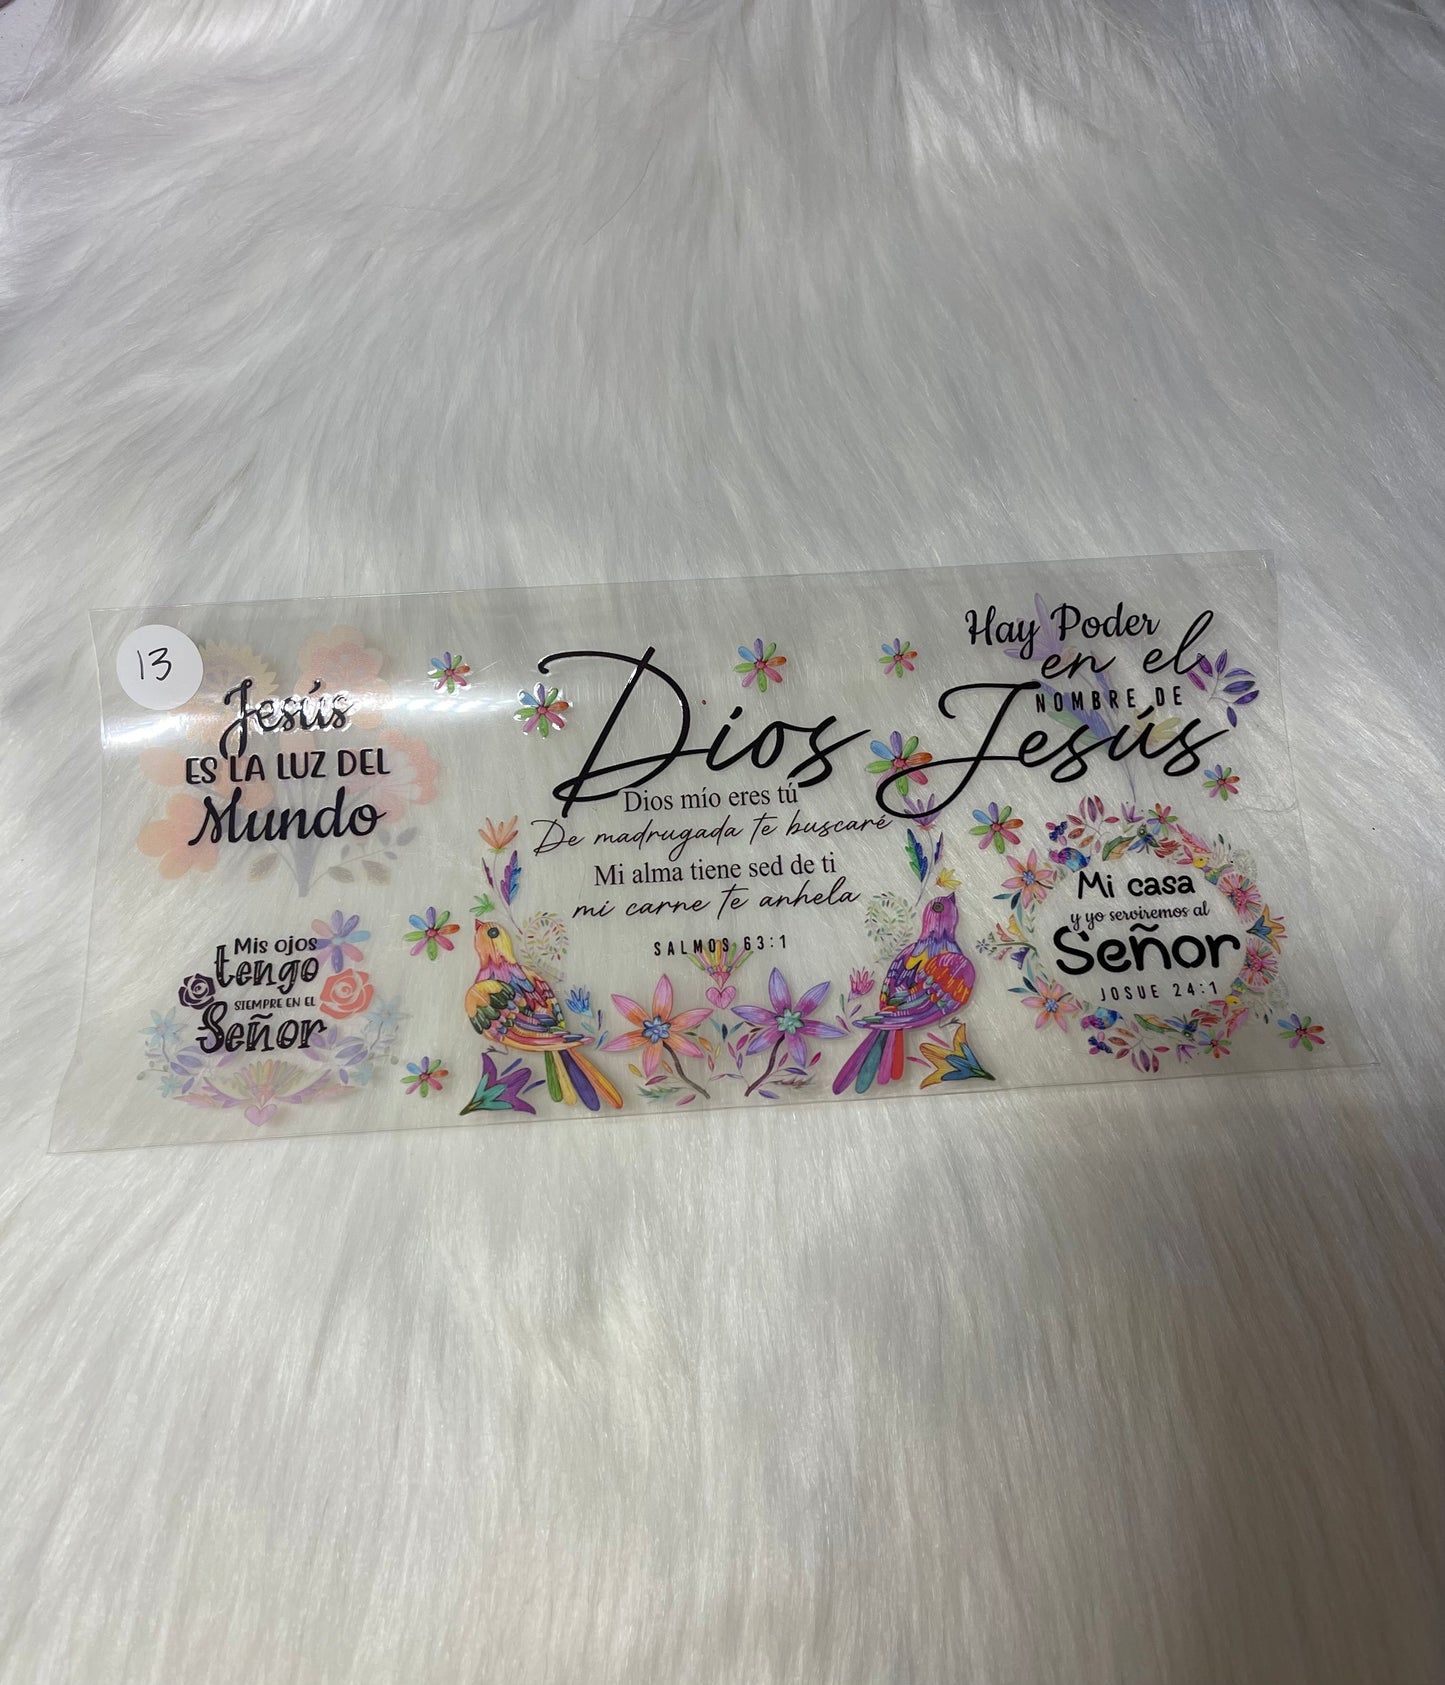 13
Jesús
ES LA LUZ DEL
Mundo
Mis ojos
tengo
SIEMPRE EN EL
Señor
Dios
Dios mío eres tú
De madrugada te buscaré
Mi alma tiene sed de ti
mi carne te anhela
SALMOS 63:1
Hay Poder
en el
NOMBRE DE
Jesús
Mi casa
y yo serviremos al
Señor
JOSUE 24:1